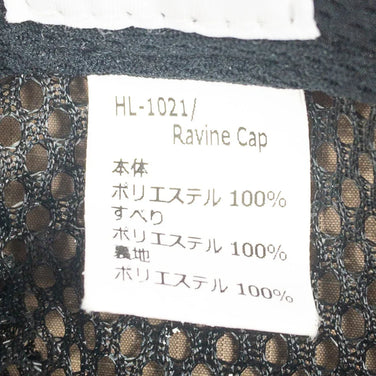 HL-1021/
Ravine Cap
本体
ポリエステル 100%
すべり
ポリエステル 100%
裏地
ポリエステル 100%